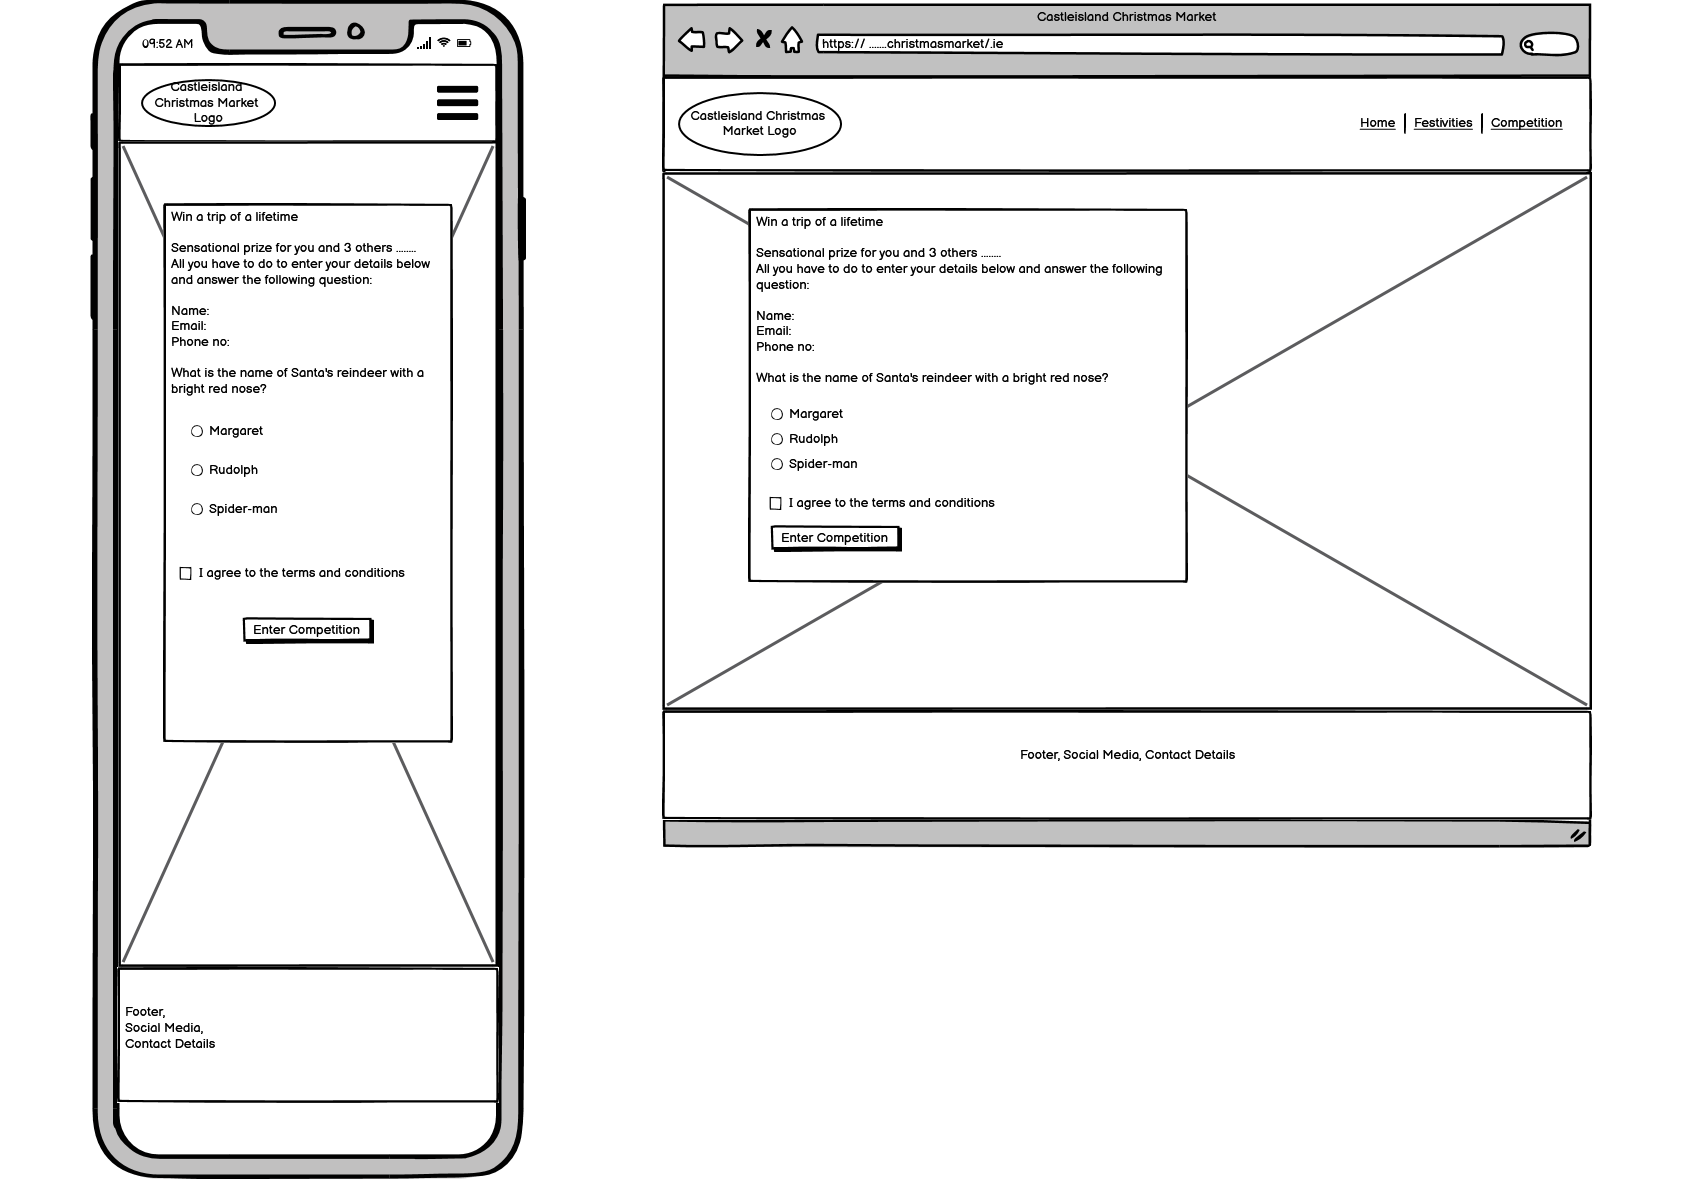 09:52 AM
Castleisland
Christmas Market
Logo
Win a trip of a lifetime
Sensational prize for you and 3 others ........
All you have to do to enter your details below
and answer the following question:
Name:
Email:
Phone no:
What is the name of Santa's reindeer with a
bright red nose?
Margaret
Rudolph
Spider-man
I agree to the terms and conditions
Enter Competition
Footer,
Social Media,
Contact Details
Castleisland Christmas Market
https:// .......christmasmarket/.ie
Castleisland Christmas
Market Logo
Home
Festivities
Competition
Win a trip of a lifetime
Sensational prize for you and 3 others ........
All you have to do to enter your details below and answer the following
question:
Name:
Email:
Phone no:
What is the name of Santa's reindeer with a bright red nose?
Margaret
Rudolph
Spider-man
I agree to the terms and conditions
Enter Competition
Footer, Social Media, Contact Details